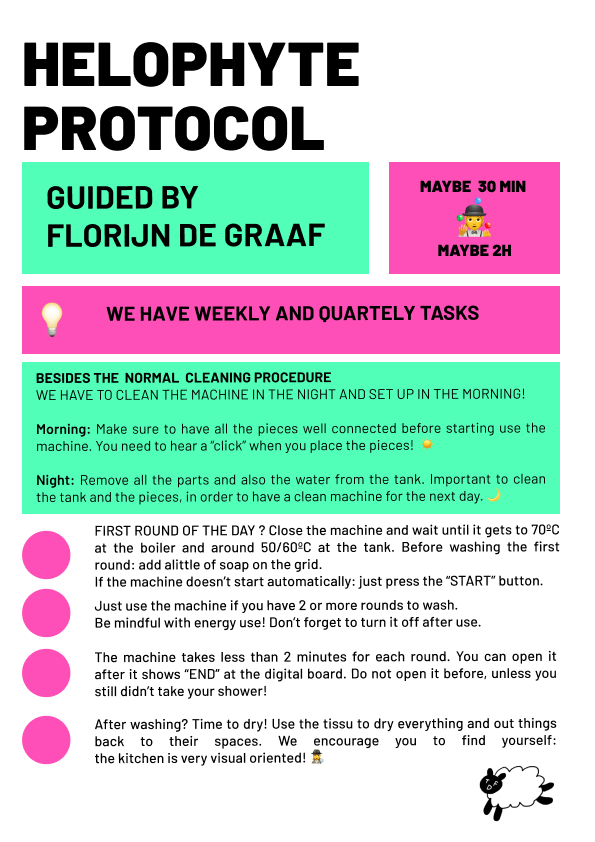 HELOPHYTE
PROTOCOL
GUIDED BY
FLORIJN DE GRAAF
MAYBE 30 MIN
MAYBE 2H
WE HAVE WEEKLY AND QUARTELY TASKS
BESIDES THE NORMAL CLEANING PROCEDURE
WE HAVE TO CLEAN THE MACHINE IN THE NIGHT AND SET UP IN THE MORNING!
Morning: Make sure to have all the pieces well connected before starting use the
machine. You need to hear a "click" when you place the pieces!
Night: Remove all the parts and also the water from the tank. Important to clean
the tank and the pieces, in order to have a clean machine for the next day.
FIRST ROUND OF THE DAY ? Close the machine and wait until it gets to 70ºC
at the boiler and around 50/60ºC at the tank. Before washing the first
round: add alittle of soap on the grid.
If the machine doesn't start automatically: just press the "START" button.
Just use the machine if you have 2 or more rounds to wash.
Be mindful with energy use! Don't forget to turn it off after use.
The machine takes less than 2 minutes for each round. You can open it
after it shows "END" at the digital board. Do not open it before, unless you
still didn't take your shower!
After washing? Time to dry! Use the tissu to dry everything and out things
back to their spaces. We encourage you to find yourself:
the kitchen is very visual oriented!